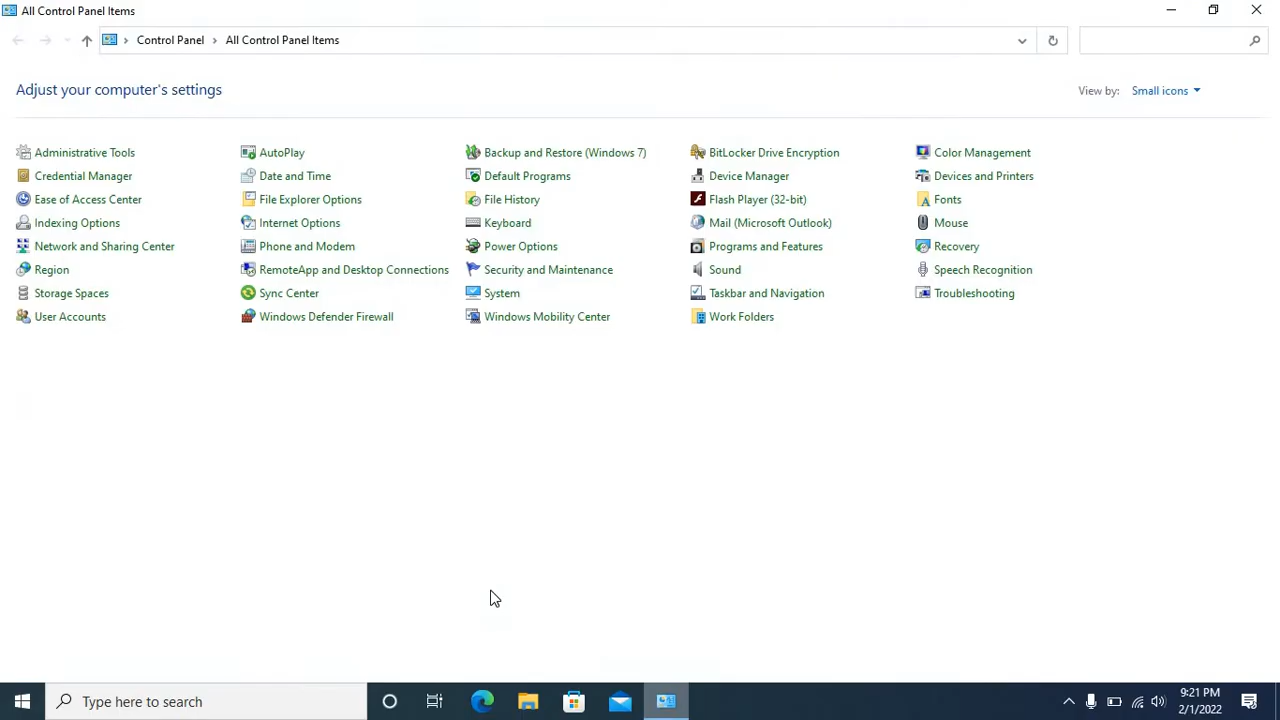 All Control Panel Items
Control Panel All Control Panel Items
Adjust your computer's settings
View by: Small icons
Administrative Tools AutoPlay Backup and Restore (Windows 7) BitLocker Drive Encryption Color Management
Credential Manager Date and Time Default Programs Device Manager Devices and Printers
Ease of Access Center File Explorer Options File History Flash Player (32-bit) Fonts
Indexing Options Internet Options Keyboard Mail (Microsoft Outlook) Mouse
Network and Sharing Center Phone and Modem Power Options Programs and Features Recovery
Region RemoteApp and Desktop Connections Security and Maintenance Sound Speech Recognition
Storage Spaces Sync Center System Taskbar and Navigation Troubleshooting
User Accounts Windows Defender Firewall Windows Mobility Center Work Folders
Type here to search
9:21 PM
2/1/2022